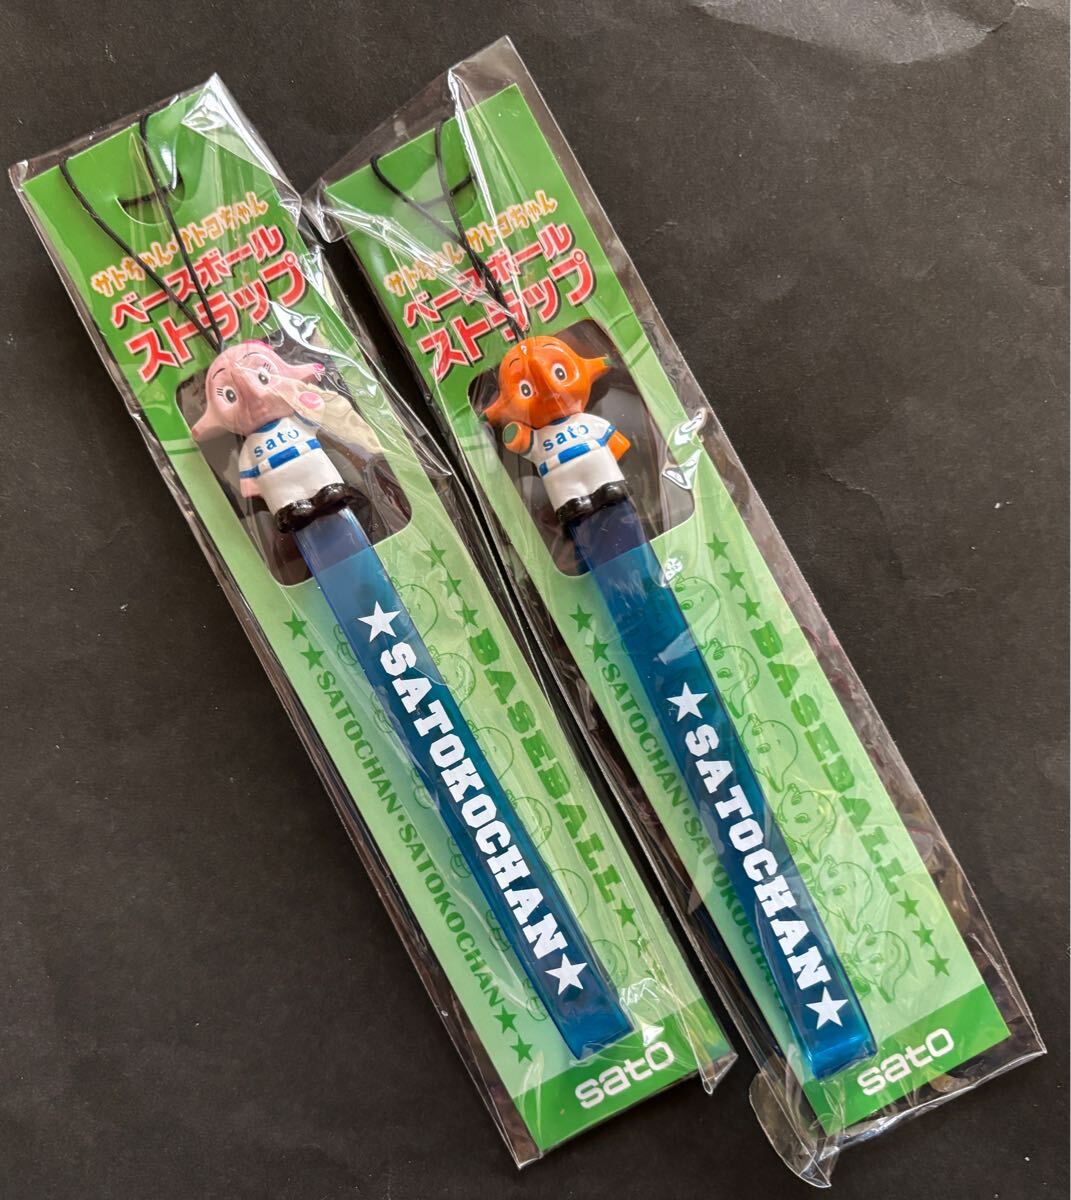 サトちゃん・サトコちゃん
ベースボール
ストラップ
sato
★SATOKOCHAN★
★BASEBALL★
★SATOCHAN・SATOKOCHAN★
sato
サトちゃん・サトコちゃん
ベースボール
ストラップ
sato
★SATOCHAN★
★BASEBALL★
★SATOCHAN・SATOKOCHAN
sato